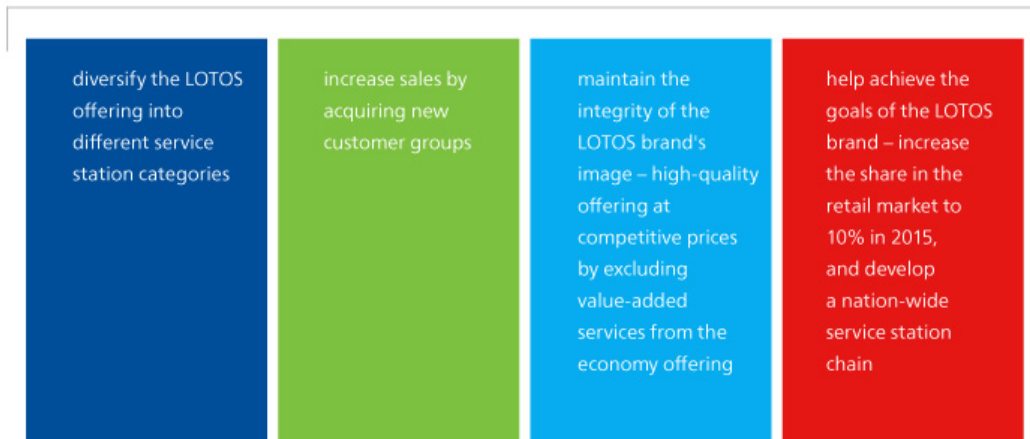 diversify the LOTOS
offering into
different service
station categories
increase sales by
acquiring new
customer groups
maintain the
integrity of the
LOTOS brand's
image – high-quality
offering at
competitive prices
by excluding
value-added
services from the
economy offering
help achieve the
goals of the LOTOS
brand – increase
the share in the
retail market to
10% in 2015,
and develop
a nation-wide
service station
chain